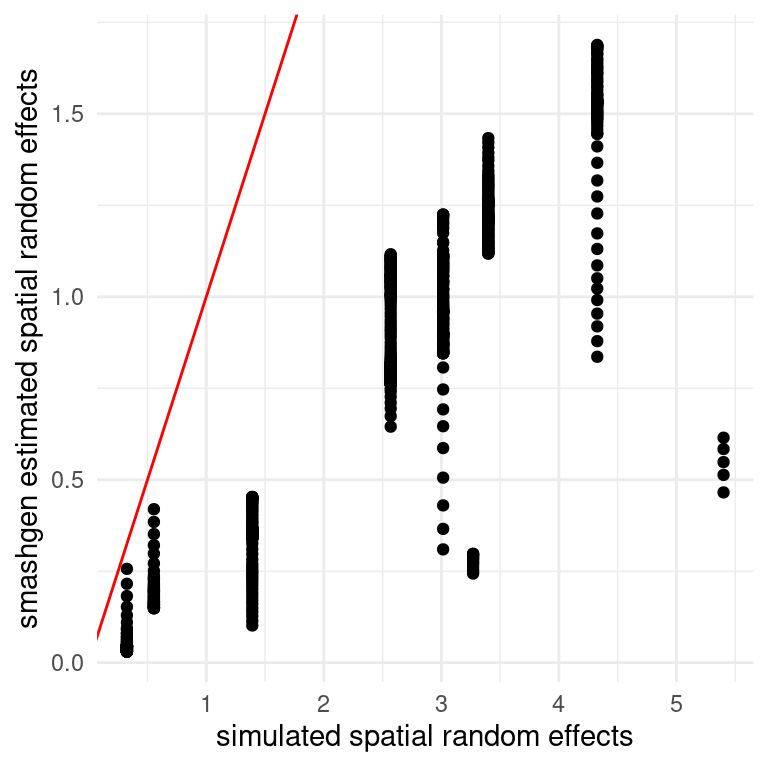 smashgen estimated spatial random effects
1.5
1.0
0.5
0.0
1 2 3 4 5
simulated spatial random effects